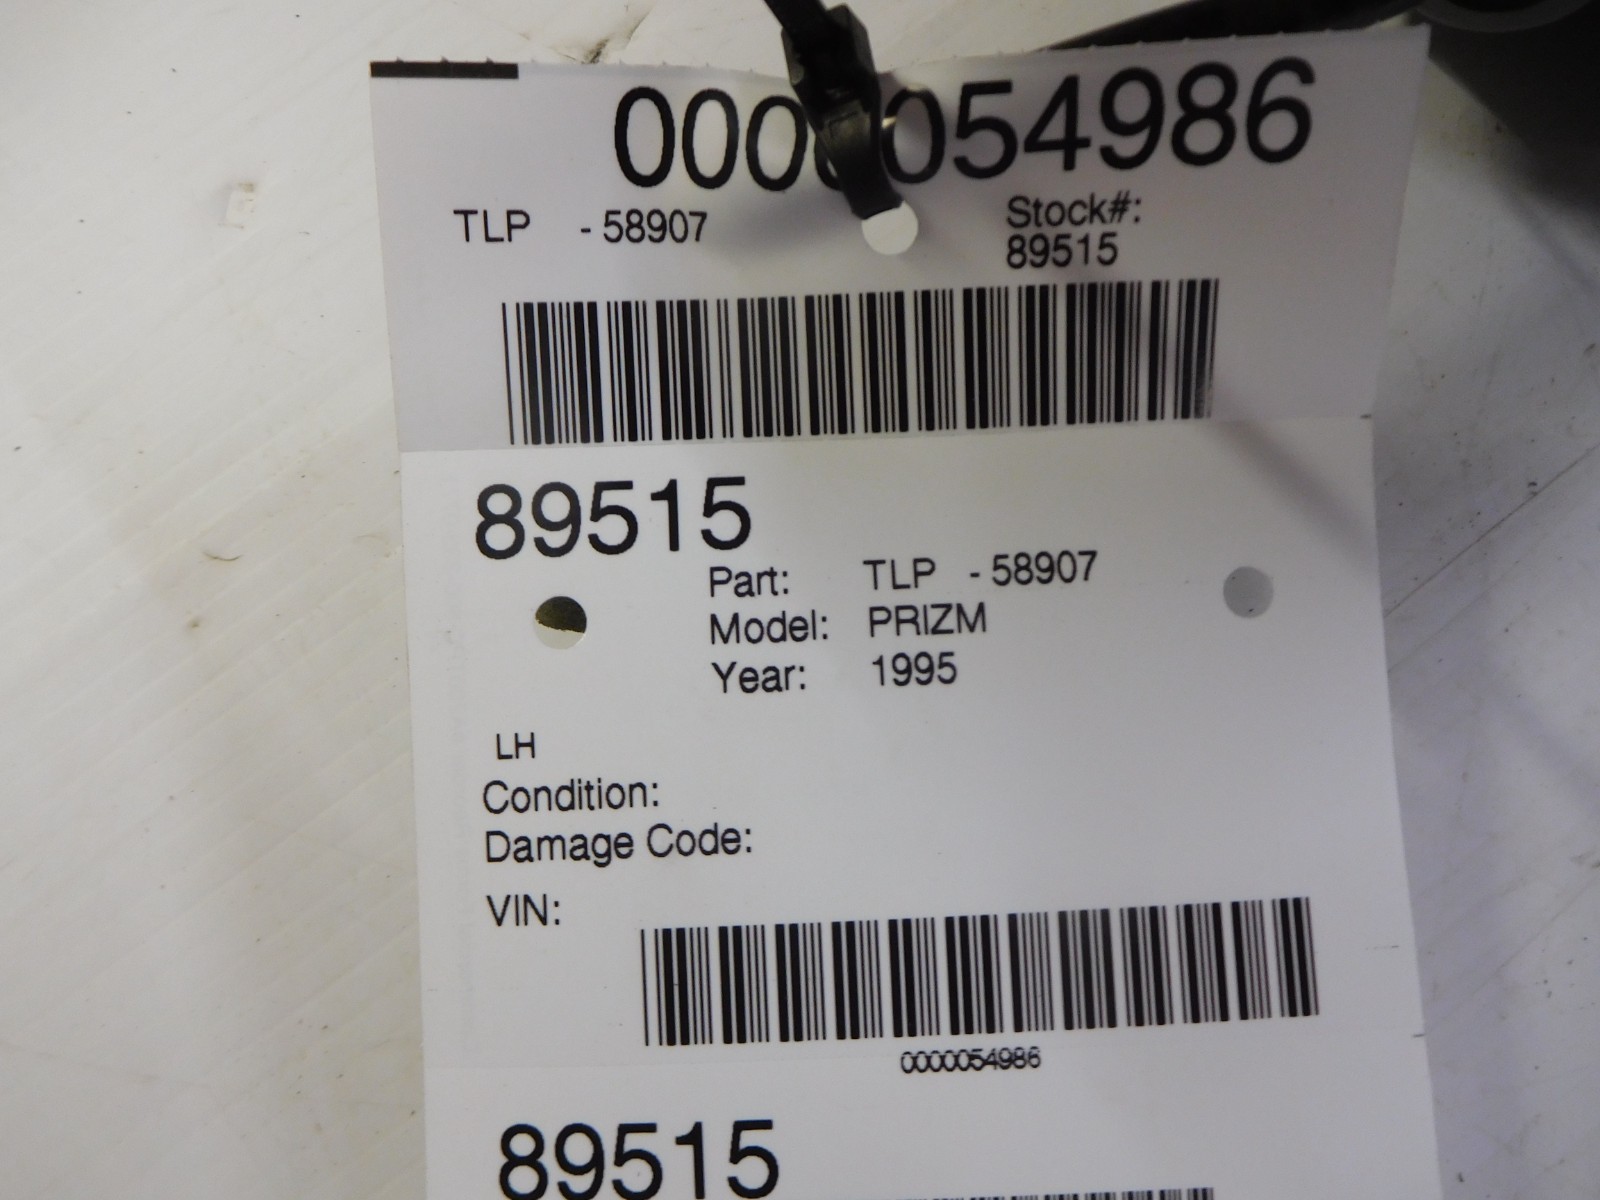 0000054986
TLP - 58907
Stock#:
89515
89515
Part: TLP - 58907
Model: PRIZM
Year: 1995
LH
Condition:
Damage Code:
VIN:
0000054986
89515